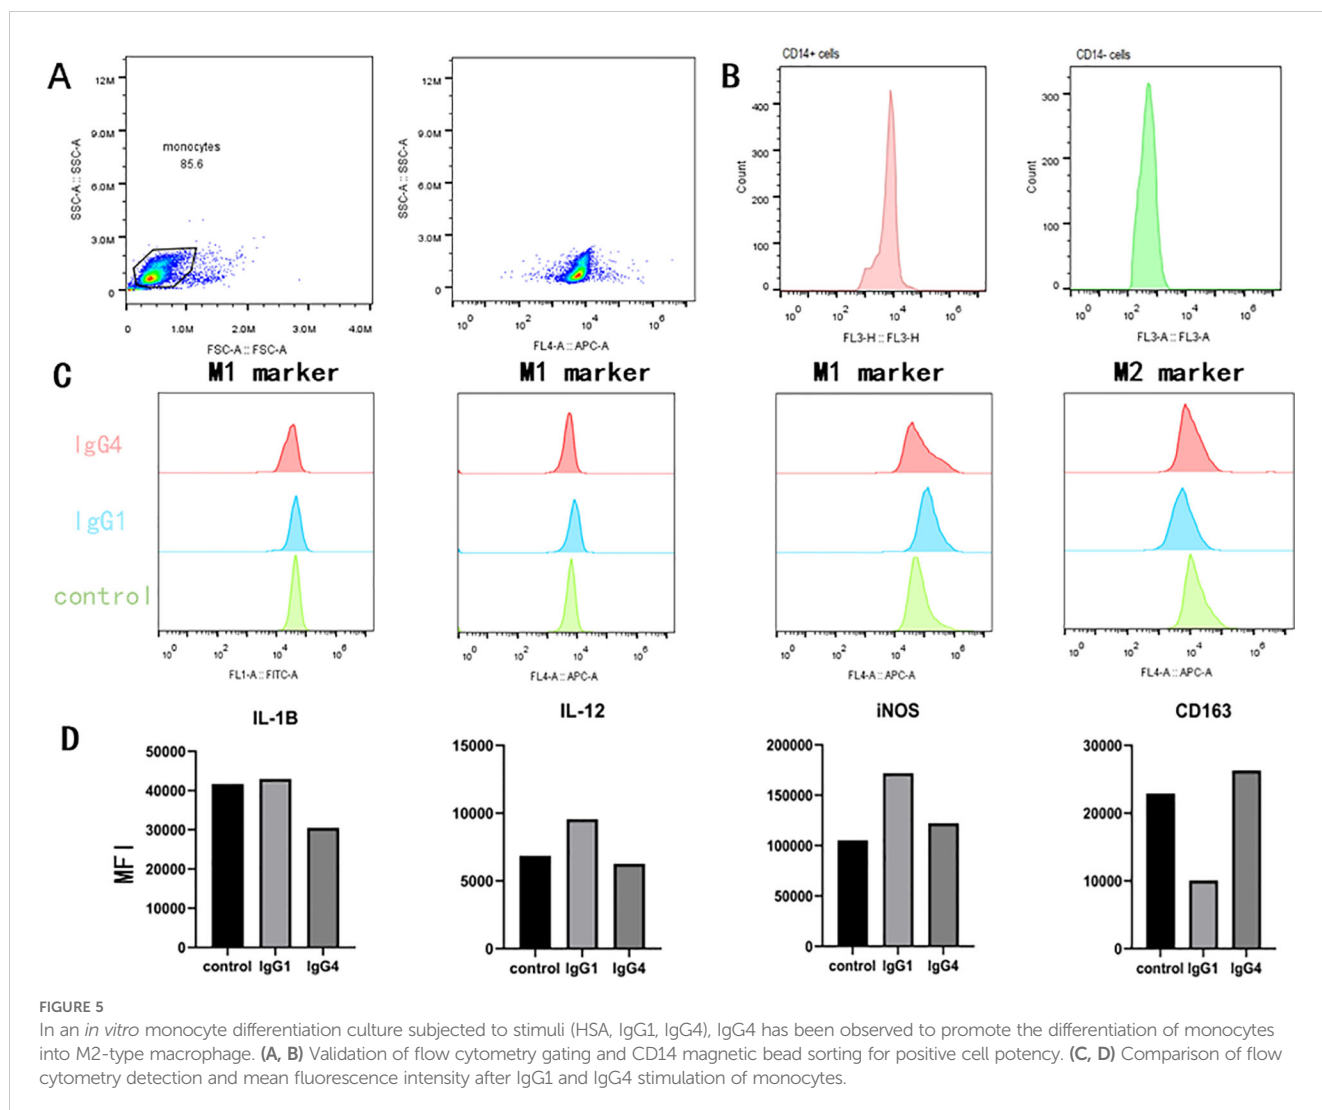 A
12M
9.0M
6.0M
3.0M
0
SSC-A :: SSC-A
monocytes
85.6
0 1.0M 2.0M 3.0M 4.0M
FSC-A :: FSC-A
12M
9.0M
6.0M
3.0M
0
SSC-A :: SSC-A
10^0 10^2 10^4 10^6
FL4-A :: APC-A
B
CD14+ cells
400
300
200
100
0
Count
10^0 10^2 10^4 10^6
FL3-H :: FL3-H
CD14- cells
300
200
100
0
Count
10^0 10^2 10^4 10^6
FL3-A :: FL3-A
C
M1 marker M1 marker M1 marker M2 marker
IgG4
IgG1
control
10^0 10^2 10^4 10^6
FL1-A :: FITC-A
10^0 10^2 10^4 10^6
FL4-A :: APC-A
10^0 10^2 10^4 10^6
FL4-A :: APC-A
10^0 10^2 10^4 10^6
FL4-A :: APC-A
D
MFI
IL-1B
50000
40000
30000
20000
10000
0
control IgG1 IgG4
IL-12
15000
10000
5000
0
control IgG1 IgG4
iNOS
200000
150000
100000
50000
0
control IgG1 IgG4
CD163
30000
20000
10000
0
control IgG1 IgG4
FIGURE 5
In an in vitro monocyte differentiation culture subjected to stimuli (HSA, IgG1, IgG4), IgG4 has been observed to promote the differentiation of monocytes
into M2-type macrophage. (A, B) Validation of flow cytometry gating and CD14 magnetic bead sorting for positive cell potency. (C, D) Comparison of flow
cytometry detection and mean fluorescence intensity after IgG1 and IgG4 stimulation of monocytes.